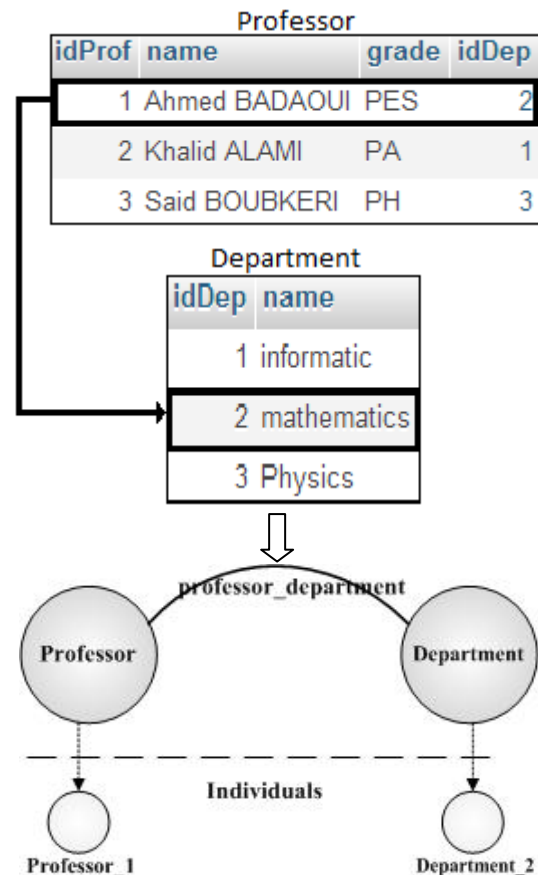 Professor
idProf name grade idDep
1 Ahmed BADAOUI PES 2
2 Khalid ALAMI PA 1
3 Said BOUBKERI PH 3
Department
idDep name
1 informatic
2 mathematics
3 Physics
professor_department
Professor
Department
Individuals
Professor_1
Department_2